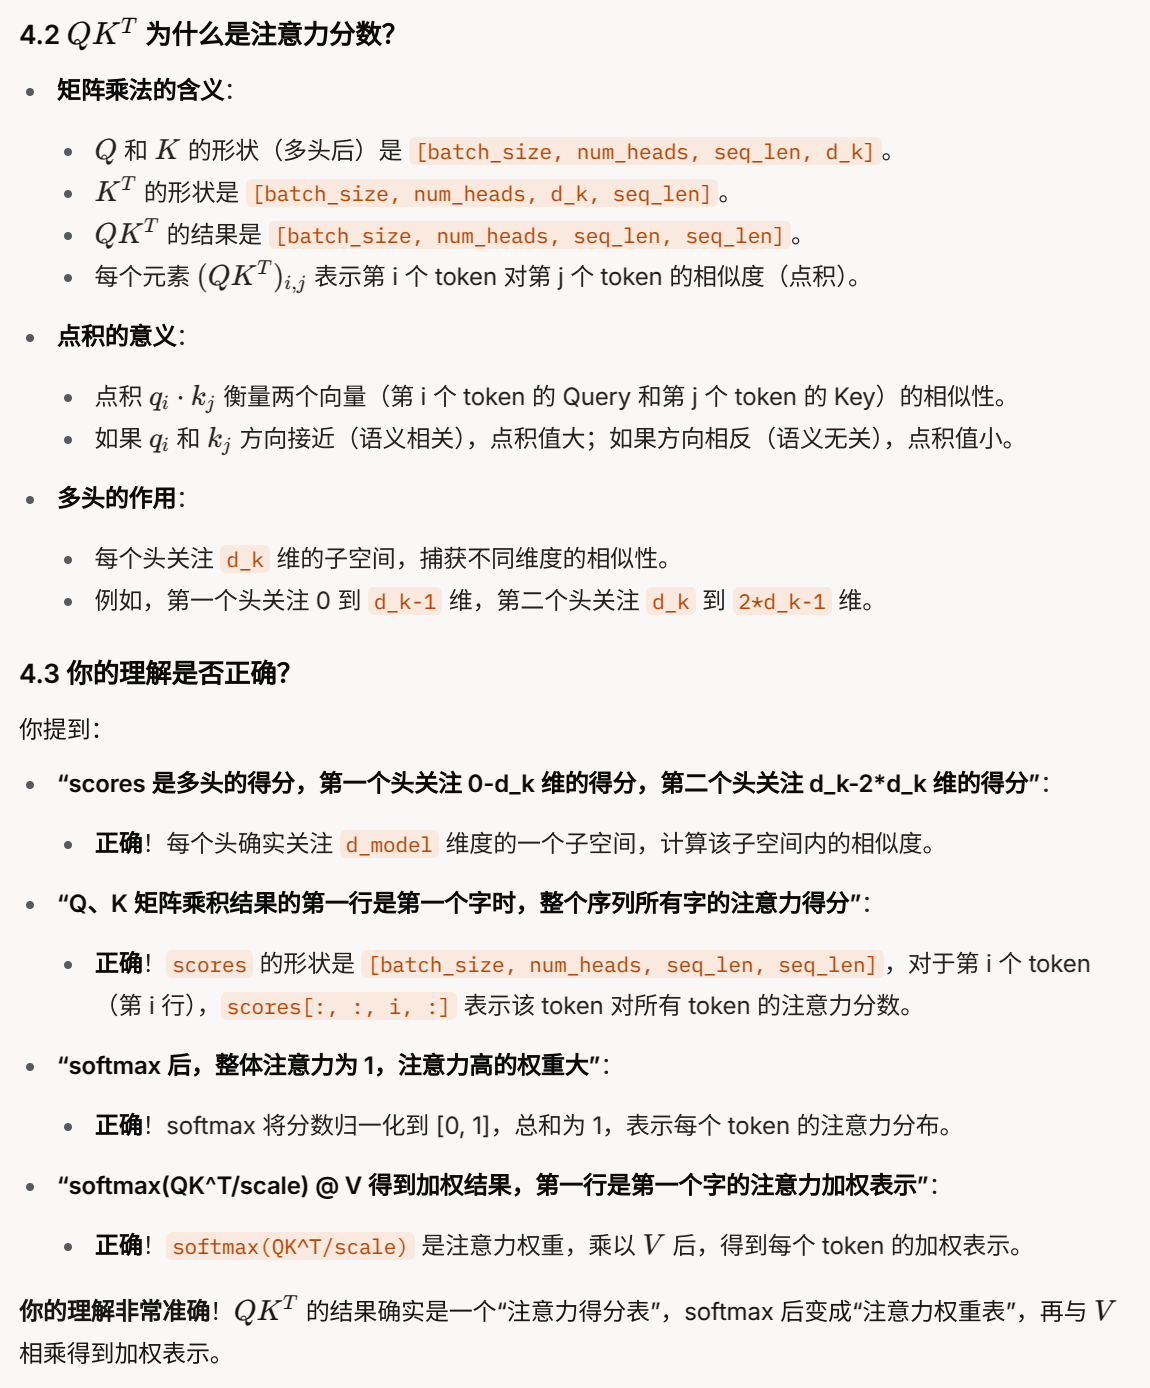 4.2 QK^T 为什么是注意力分数？
• 矩阵乘法的含义：
• Q 和 K 的形状（多头后）是 [batch_size, num_heads, seq_len, d_k]。
• K^T 的形状是 [batch_size, num_heads, d_k, seq_len]。
• QK^T 的结果是 [batch_size, num_heads, seq_len, seq_len]。
• 每个元素 (QK^T)_{i,j} 表示第 i 个 token 对第 j 个 token 的相似度（点积）。
• 点积的意义：
• 点积 q_i · k_j 衡量两个向量（第 i 个 token 的 Query 和第 j 个 token 的 Key）的相似性。
• 如果 q_i 和 k_j 方向接近（语义相关），点积值大；如果方向相反（语义无关），点积值小。
• 多头的作用：
• 每个头关注 d_k 维的子空间，捕获不同维度的相似性。
• 例如，第一个头关注 0 到 d_k-1 维，第二个头关注 d_k 到 2*d_k-1 维。
4.3 你的理解是否正确？
你提到：
• “scores 是多头的得分，第一个头关注 0-d_k 维的得分，第二个头关注 d_k-2*d_k 维的得分”：
• 正确！每个头确实关注 d_model 维度的一个子空间，计算该子空间内的相似度。
• “Q、K 矩阵乘积结果的第一行是第一个字时，整个序列所有字的注意力得分”：
• 正确！scores 的形状是 [batch_size, num_heads, seq_len, seq_len]，对于第 i 个 token
（第 i 行），scores[:, :, i, :] 表示该 token 对所有 token 的注意力分数。
• “softmax 后，整体注意力为 1，注意力高的权重大”：
• 正确！softmax 将分数归一化到 [0, 1]，总和为 1，表示每个 token 的注意力分布。
• “softmax(QK^T/scale) @ V 得到加权结果，第一行是第一个字的注意力加权表示”：
• 正确！softmax(QK^T/scale) 是注意力权重，乘以 V 后，得到每个 token 的加权表示。
你的理解非常准确！QK^T 的结果确实是一个“注意力得分表”，softmax 后变成“注意力权重表”，再与 V
相乘得到加权表示。